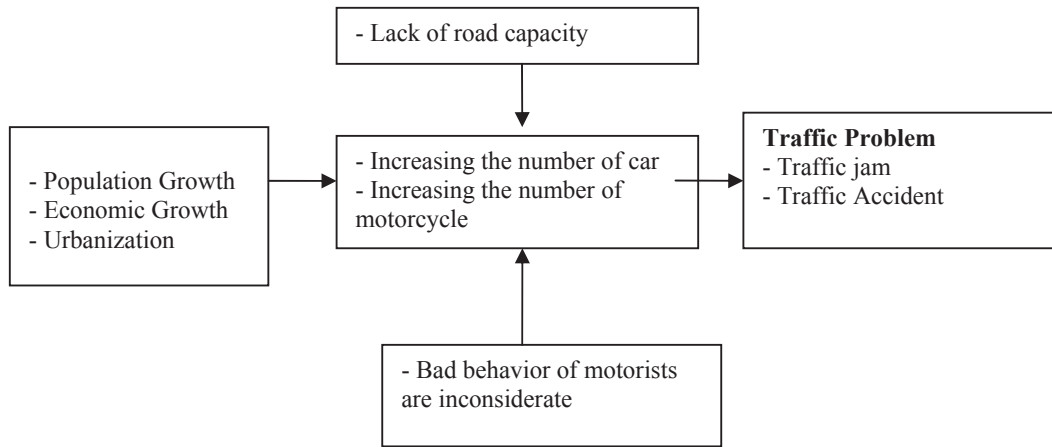 - Lack of road capacity
- Population Growth
- Economic Growth
- Urbanization
- Increasing the number of car
- Increasing the number of
motorcycle
Traffic Problem
- Traffic jam
- Traffic Accident
- Bad behavior of motorists
are inconsiderate